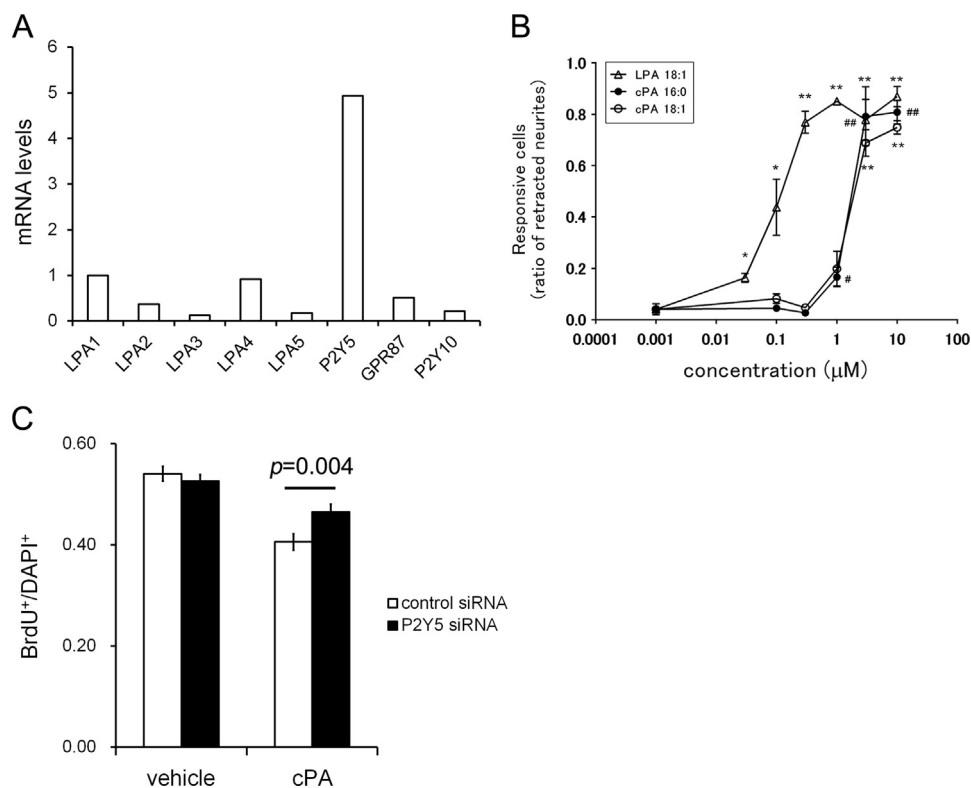 A
mRNA levels
6
5
4
3
2
1
0
LPA1
LPA2
LPA3
LPA4
LPA5
P2Y5
GPR87
P2Y10
B
Responsive cells
(ratio of retracted neurites)
1.0
0.8
0.6
0.4
0.2
0.0
LPA 18:1
cPA 16:0
cPA 18:1
*
*
**
**
**
**
##
##
**
**
#
0.0001 0.001 0.01 0.1 1 10 100
concentration (μM)
C
BrdU⁺/DAPI⁺
0.60
0.40
0.20
0.00
p=0.004
control siRNA
P2Y5 siRNA
vehicle cPA